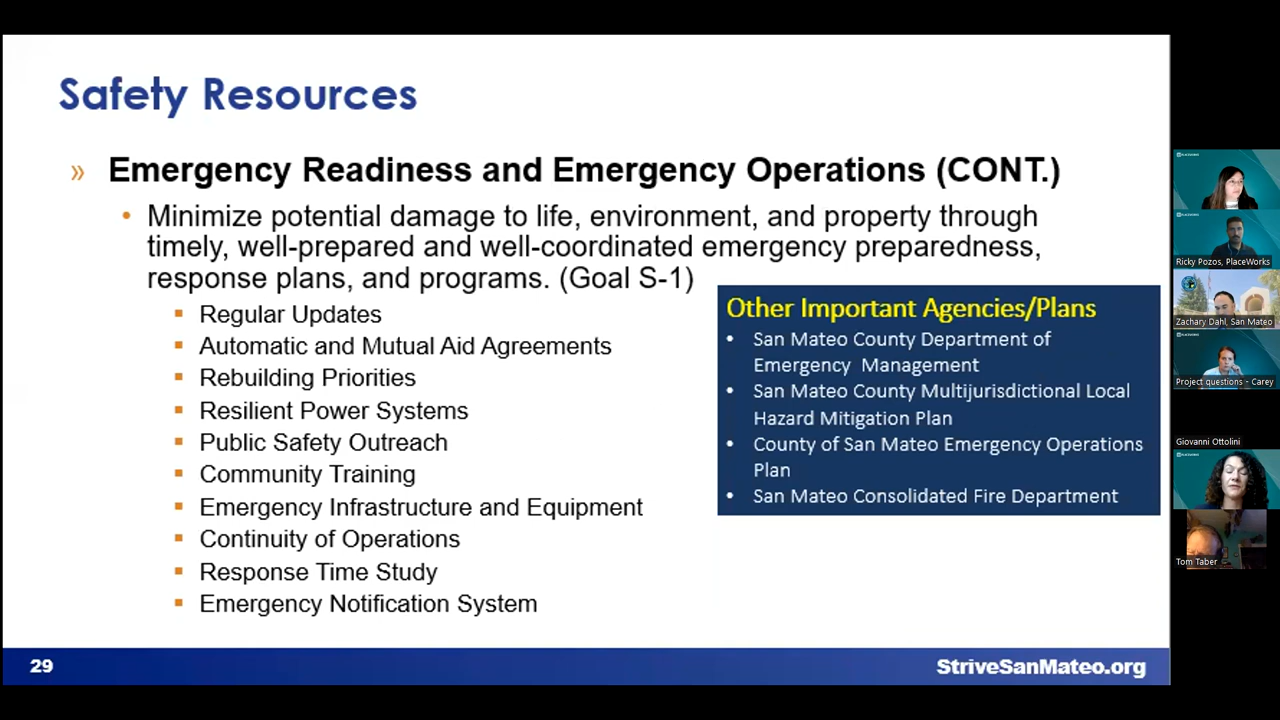 Safety Resources
» Emergency Readiness and Emergency Operations (CONT.)
• Minimize potential damage to life, environment, and property through
timely, well-prepared and well-coordinated emergency preparedness,
response plans, and programs. (Goal S-1)
▪ Regular Updates
▪ Automatic and Mutual Aid Agreements
▪ Rebuilding Priorities
▪ Resilient Power Systems
▪ Public Safety Outreach
▪ Community Training
▪ Emergency Infrastructure and Equipment
▪ Continuity of Operations
▪ Response Time Study
▪ Emergency Notification System
Other Important Agencies/Plans
• San Mateo County Department of
Emergency Management
• San Mateo County Multijurisdictional Local
Hazard Mitigation Plan
• County of San Mateo Emergency Operations
Plan
• San Mateo Consolidated Fire Department
29
StriveSanMateo.org
Ricky Pozos, PlaceWorks
Zachary Dahl, San Mateo
Project questions - Carey
Giovanni Ottolini
Tom Taber